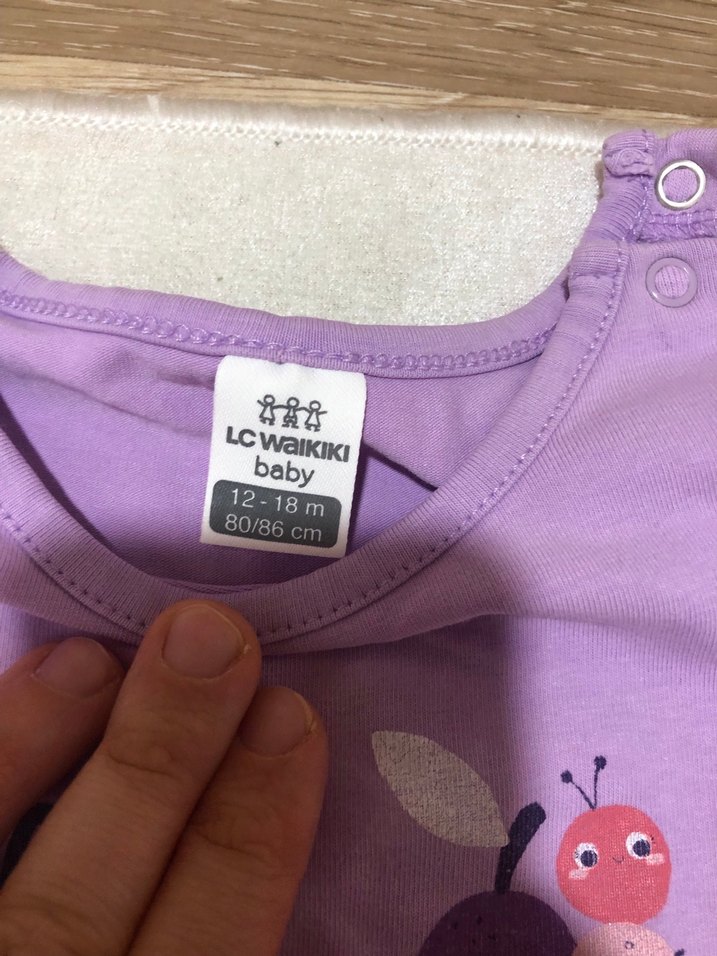 LC WAIKIKI
baby
12 - 18 m
80/86 cm